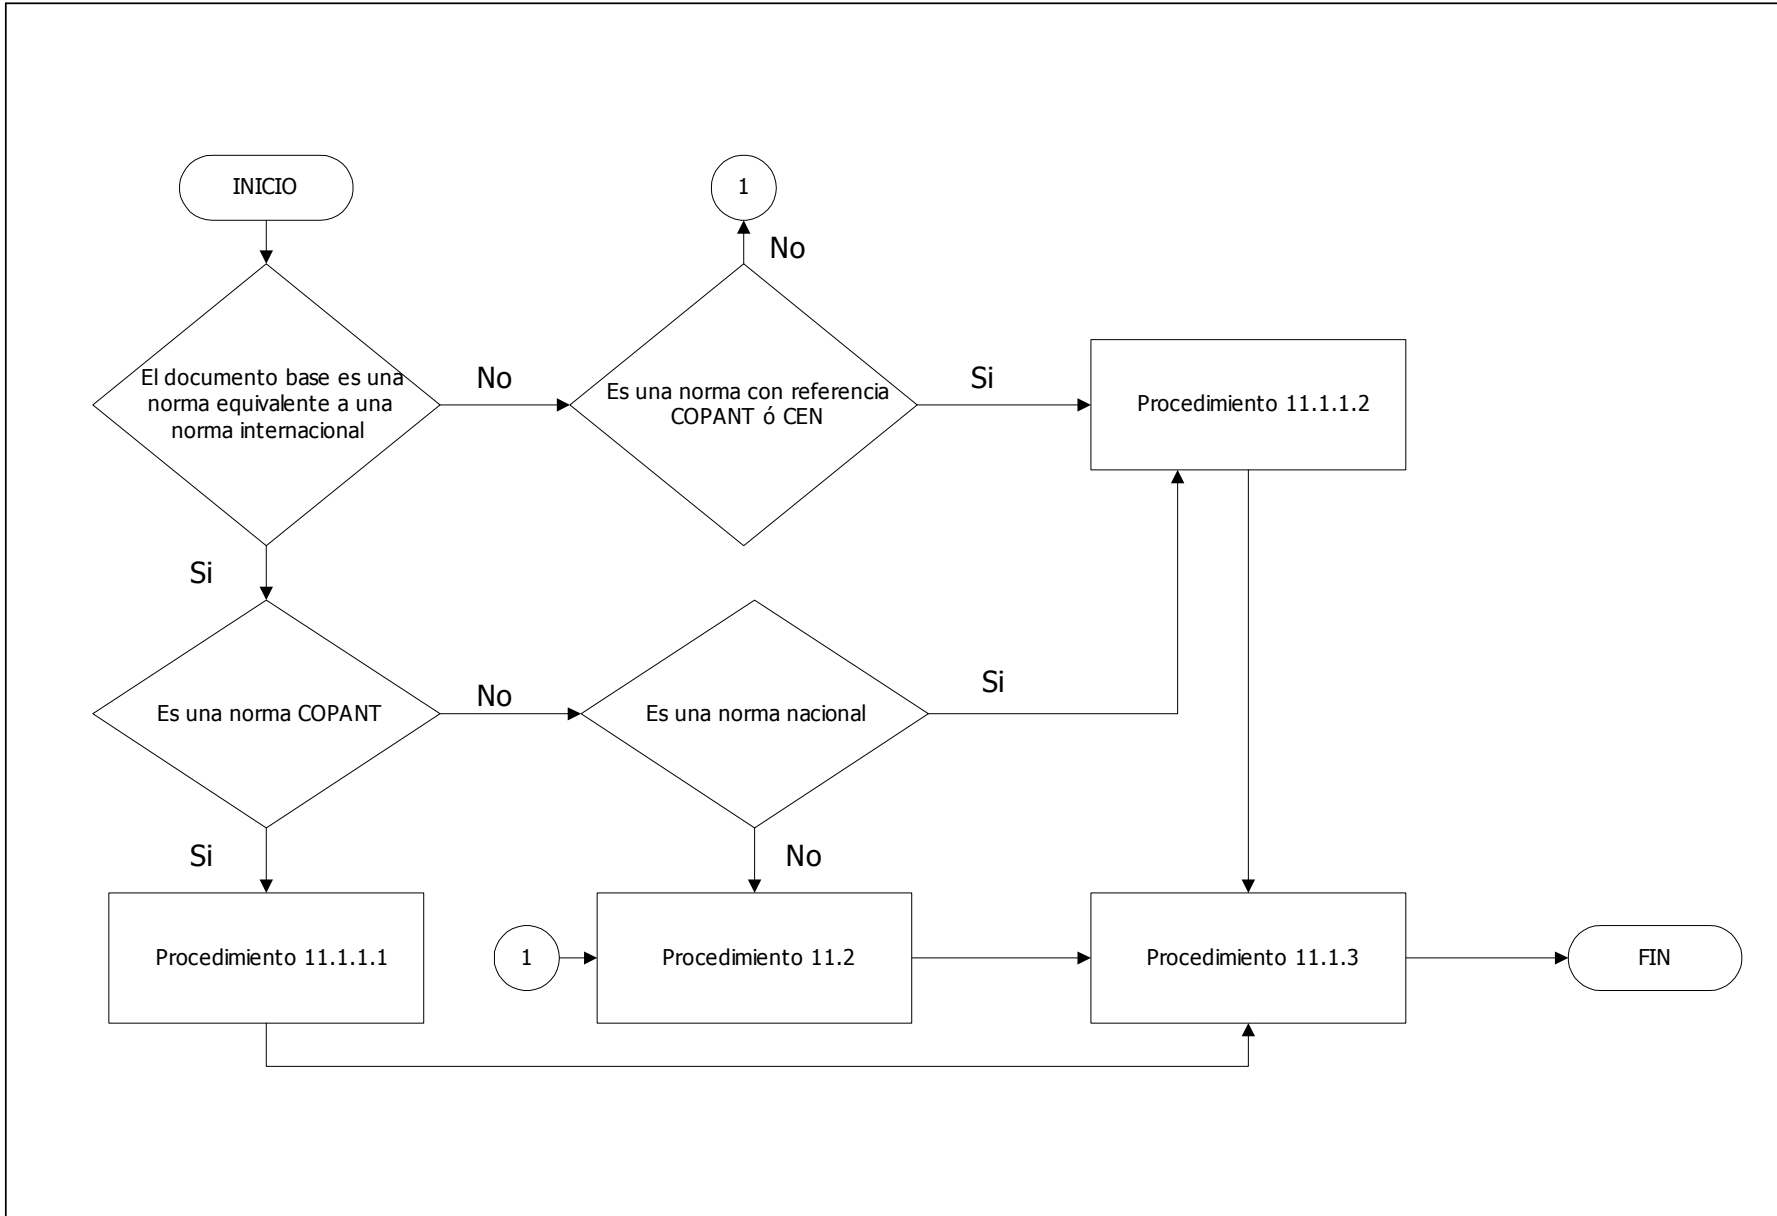 INICIO
1
No
El documento base es una
norma equivalente a una
norma internacional
No
Es una norma con referencia
COPANT ó CEN
Si
Procedimiento 11.1.1.2
Si
Es una norma COPANT
No
Es una norma nacional
Si
Si
No
Procedimiento 11.1.1.1
1
Procedimiento 11.2
Procedimiento 11.1.3
FIN